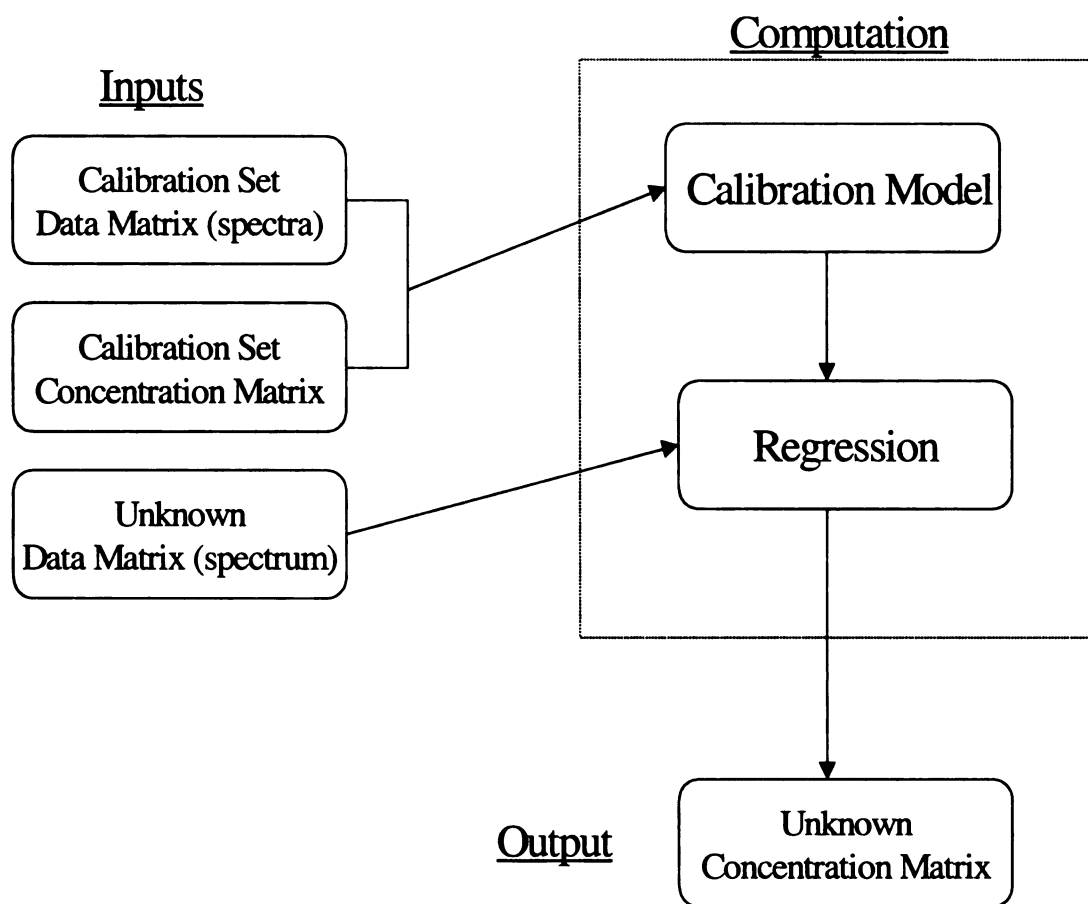 Computation
Inputs
Calibration Set
Data Matrix (spectra)
Calibration Set
Concentration Matrix
Unknown
Data Matrix (spectrum)
Calibration Model
Regression
Output
Unknown
Concentration Matrix